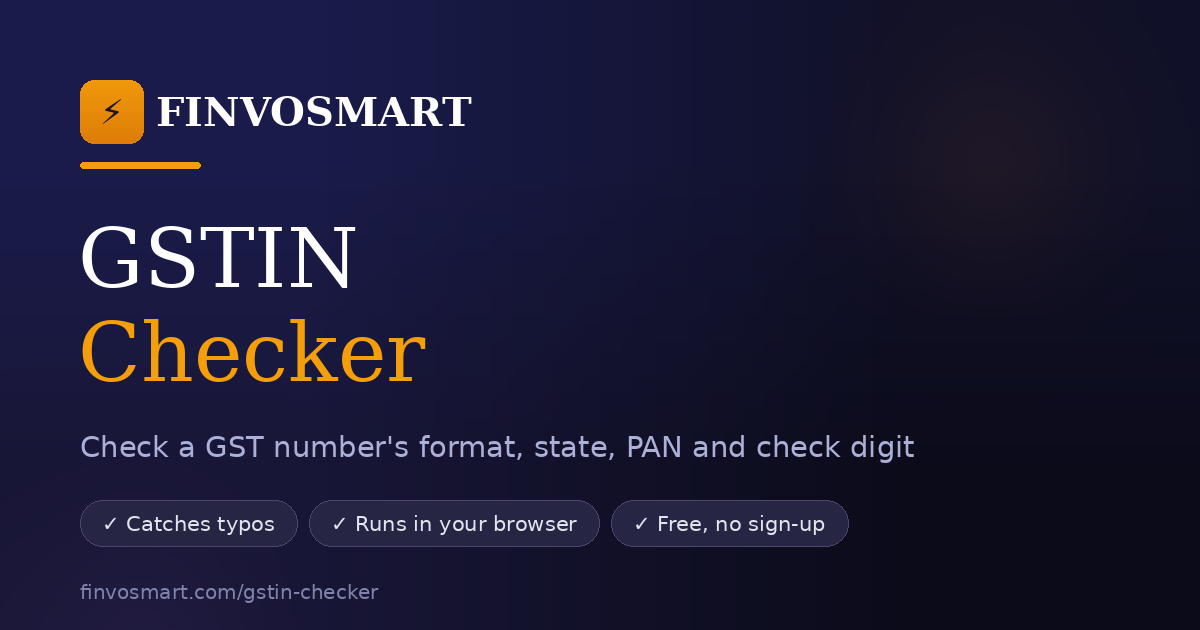 ⚡ FINVOSMART
GSTIN
Checker
Check a GST number's format, state, PAN and check digit
✓ Catches typos ✓ Runs in your browser ✓ Free, no sign-up
finvosmart.com/gstin-checker